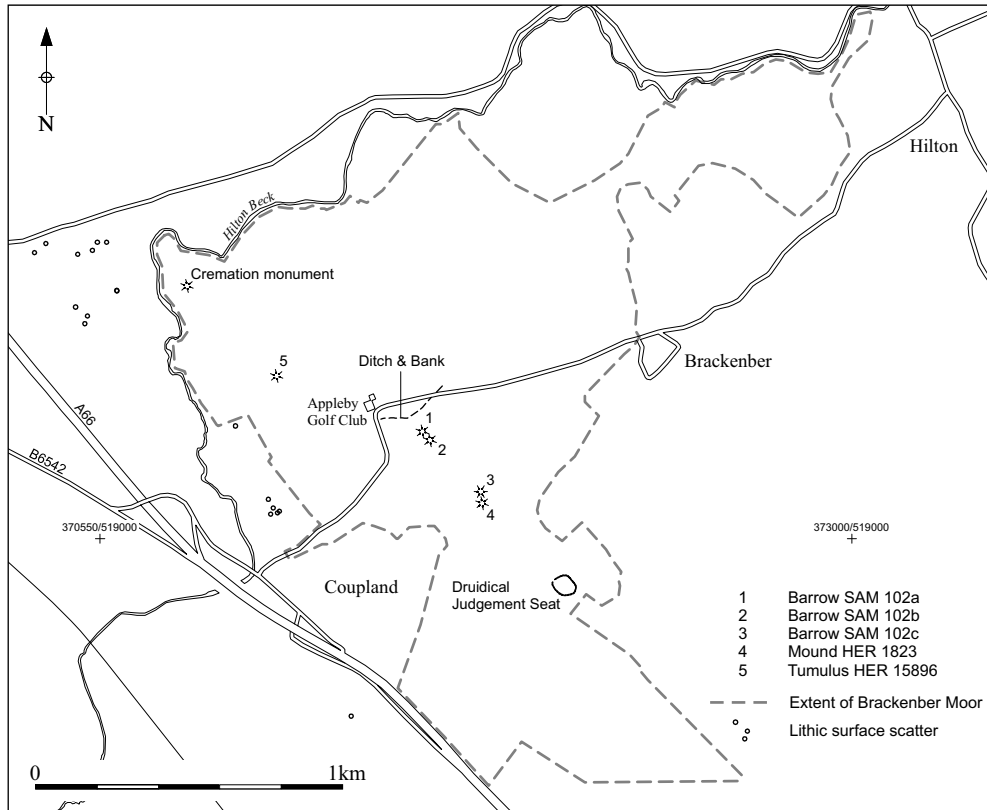 N
Hilton
Hilton Beck
Cremation monument
5
Ditch & Bank
Brackenber
Appleby
Golf Club
1
2
A66
B6542
3
4
370550/519000
373000/519000
Coupland
Druidical
Judgement Seat
1 Barrow SAM 102a
2 Barrow SAM 102b
3 Barrow SAM 102c
4 Mound HER 1823
5 Tumulus HER 15896
Extent of Brackenber Moor
Lithic surface scatter
0 1km